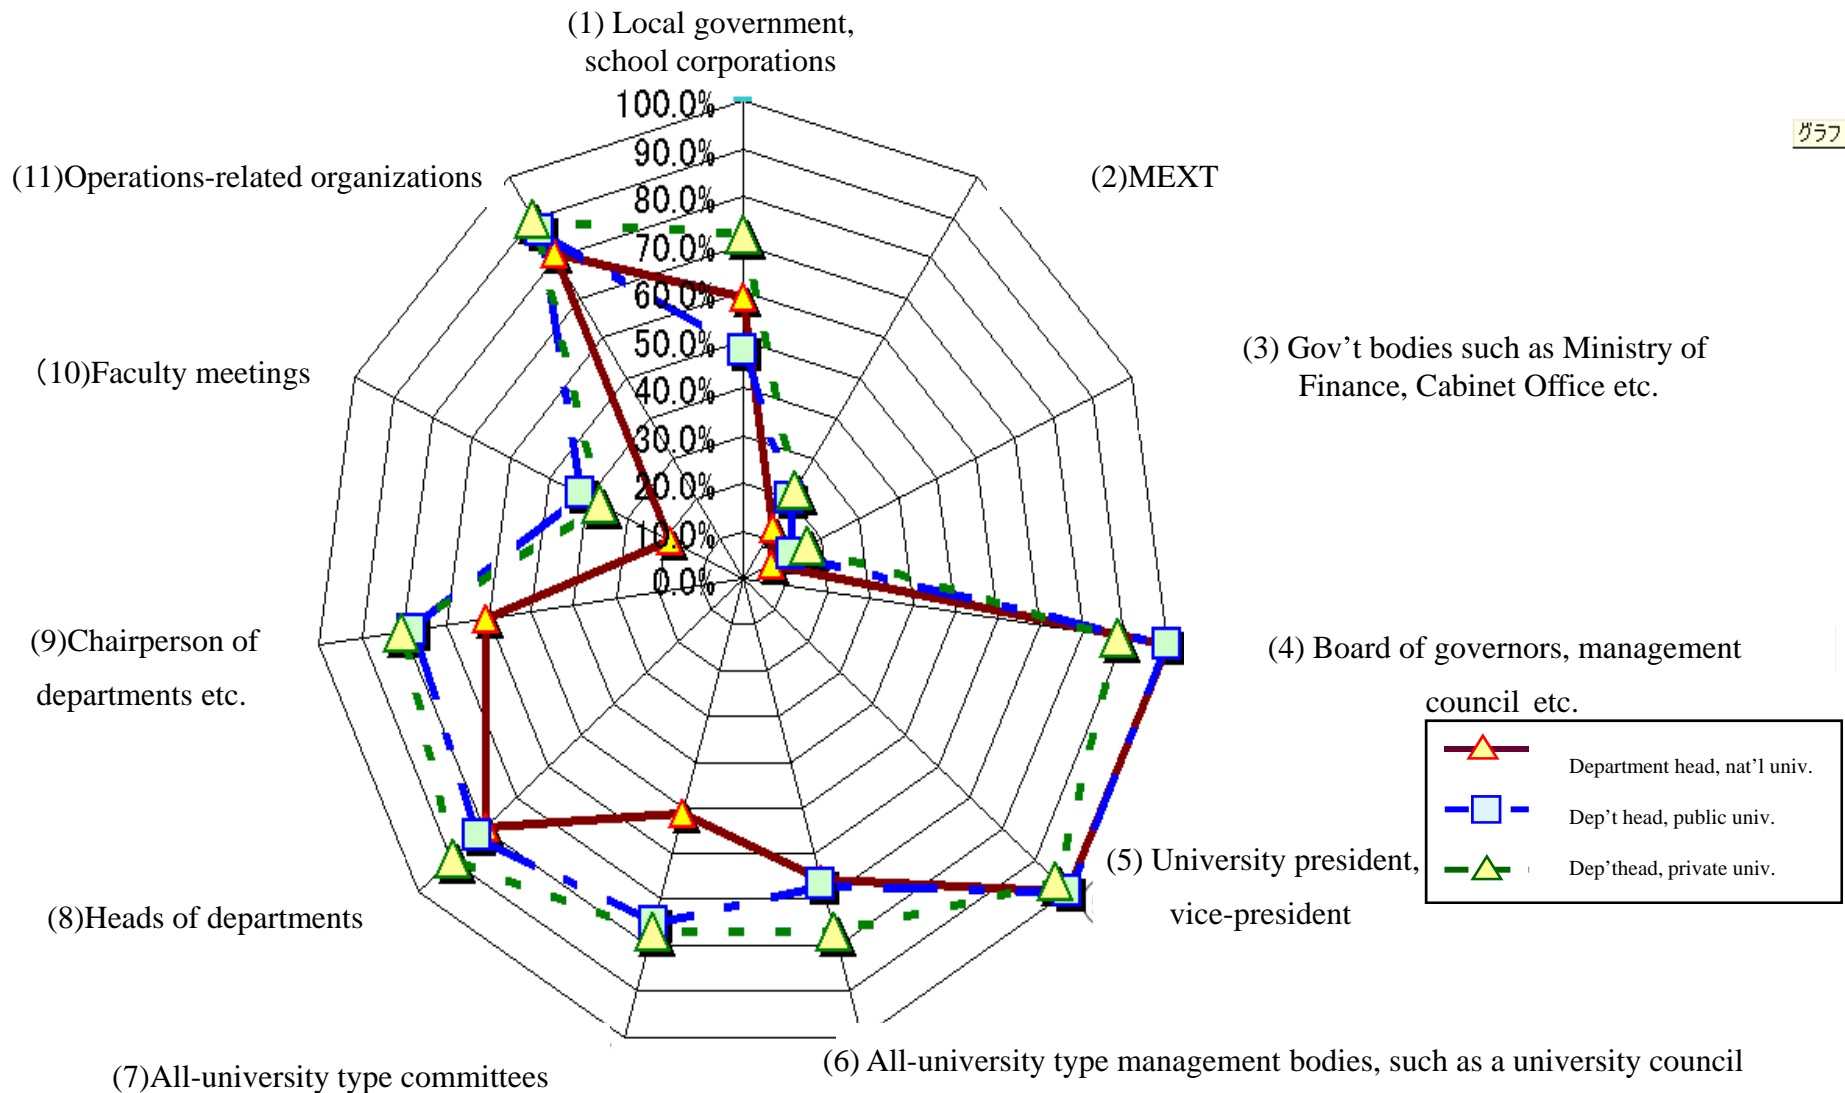 (1) Local government,
school corporations
100.0%
90.0%
80.0%
70.0%
60.0%
50.0%
40.0%
30.0%
20.0%
10.0%
0.0%
グラフ
(2)MEXT
(3) Gov’t bodies such as Ministry of
Finance, Cabinet Office etc.
(4) Board of governors, management
council etc.
(5) University president,
vice-president
(6) All-university type management bodies, such as a university council
(7)All-university type committees
(8)Heads of departments
(9)Chairperson of
departments etc.
(10)Faculty meetings
(11)Operations-related organizations
Department head, nat’l univ.
Dep’t head, public univ.
Dep’thead, private univ.